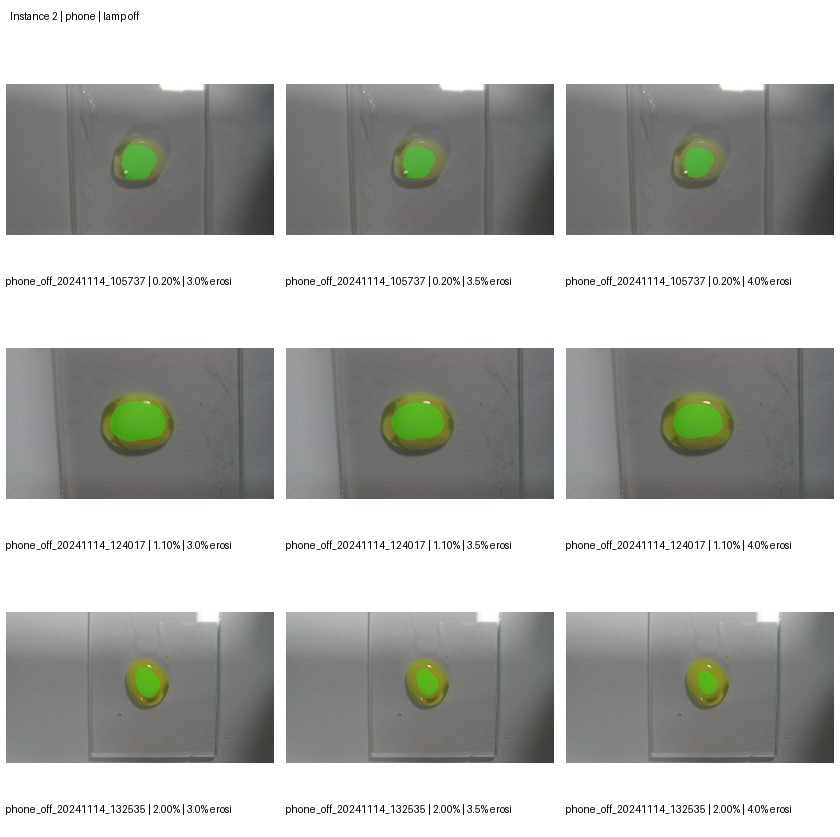 Instance 2 | phone | lamp off
phone_off_20241114_105737 | 0.20% | 3.0% erosi
phone_off_20241114_105737 | 0.20% | 3.5% erosi
phone_off_20241114_105737 | 0.20% | 4.0% erosi
phone_off_20241114_124017 | 1.10% | 3.0% erosi
phone_off_20241114_124017 | 1.10% | 3.5% erosi
phone_off_20241114_124017 | 1.10% | 4.0% erosi
phone_off_20241114_132535 | 2.00% | 3.0% erosi
phone_off_20241114_132535 | 2.00% | 3.5% erosi
phone_off_20241114_132535 | 2.00% | 4.0% erosi